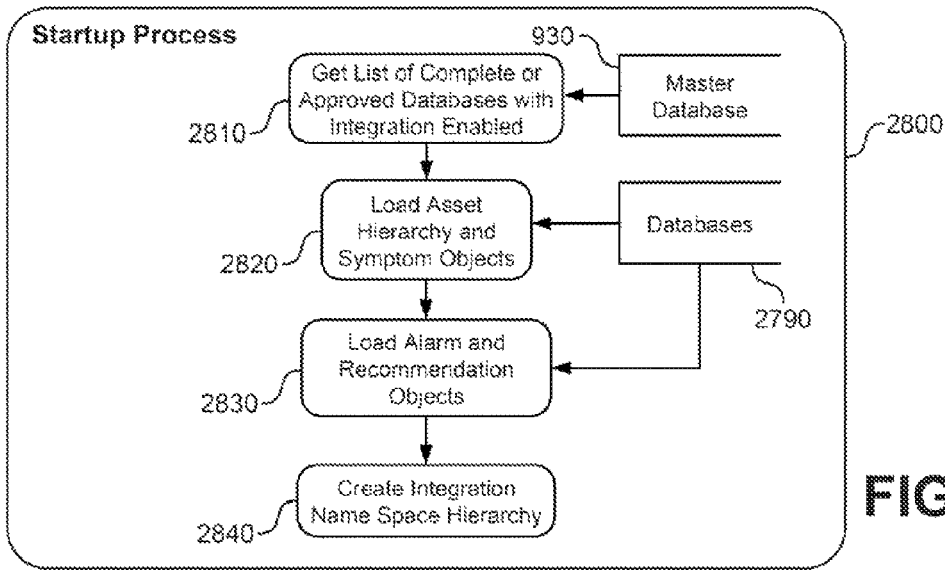 Startup Process
930
Get List of Complete or
Approved Databases with
Integration Enabled
Master
Database
2810
2800
Load Asset
Hierarchy and
Symptom Objects
Databases
2820
2790
Load Alarm and
Recommendation
Objects
2830
Create Integration
Name Space Hierarchy
2840
FIG